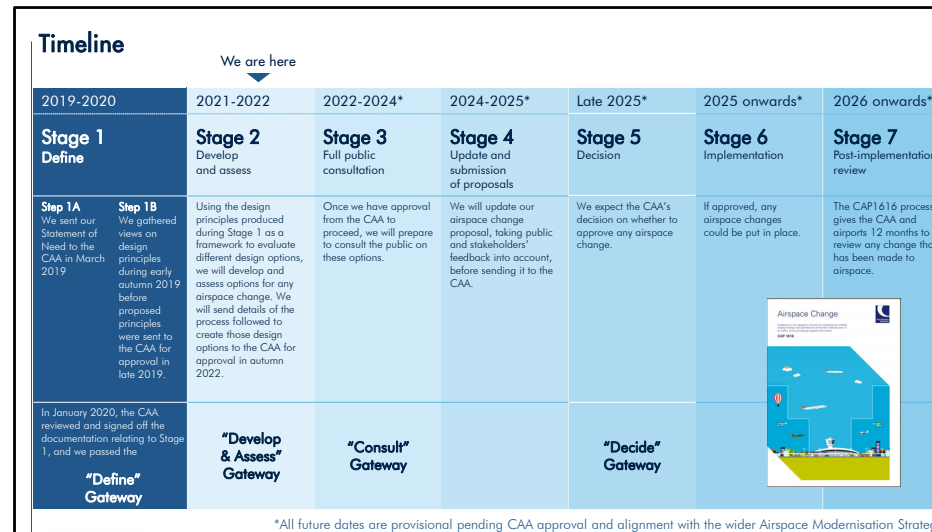 Timeline
We are here
2019-2020
2021-2022
2022-2024*
2024-2025*
Late 2025*
2025 onwards*
2026 onwards*
Stage 1
Define
Stage 2
Develop
and assess
Stage 3
Full public
consultation
Stage 4
Update and
submission
of proposals
Stage 5
Decision
Stage 6
Implementation
Stage 7
Post-implementation
review
Step 1A
We sent our
Statement of
Need to the
CAA in March
2019
Step 1B
We gathered
views on
design
principles
during early
autumn 2019
before
proposed
principles
were sent to
the CAA for
approval in
late 2019.
Using the design
principles produced
during Stage 1 as a
framework to evaluate
different design options,
we will develop and
assess options for any
airspace change. We
will send details of the
process followed to
create those design
options to the CAA for
approval in autumn
2022.
Once we have approval
from the CAA to
proceed, we will prepare
to consult the public on
these options.
We will update our
airspace change
proposal, taking public
and stakeholders'
feedback into account,
before sending it to the
CAA.
We expect the CAA's
decision on whether to
approve any airspace
change.
If approved, any
airspace changes
could be put in place.
The CAP1616 process
gives the CAA and
airports 12 months to
review any change tha
has been made to
airspace.
Airspace Change
CAP 1616
In January 2020, the CAA
reviewed and signed off the
documentation relating to Stage
1, and we passed the
"Define"
Gateway
"Develop
& Assess"
Gateway
"Consult"
Gateway
"Decide"
Gateway
*All future dates are provisional pending CAA approval and alignment with the wider Airspace Modernisation Strateg